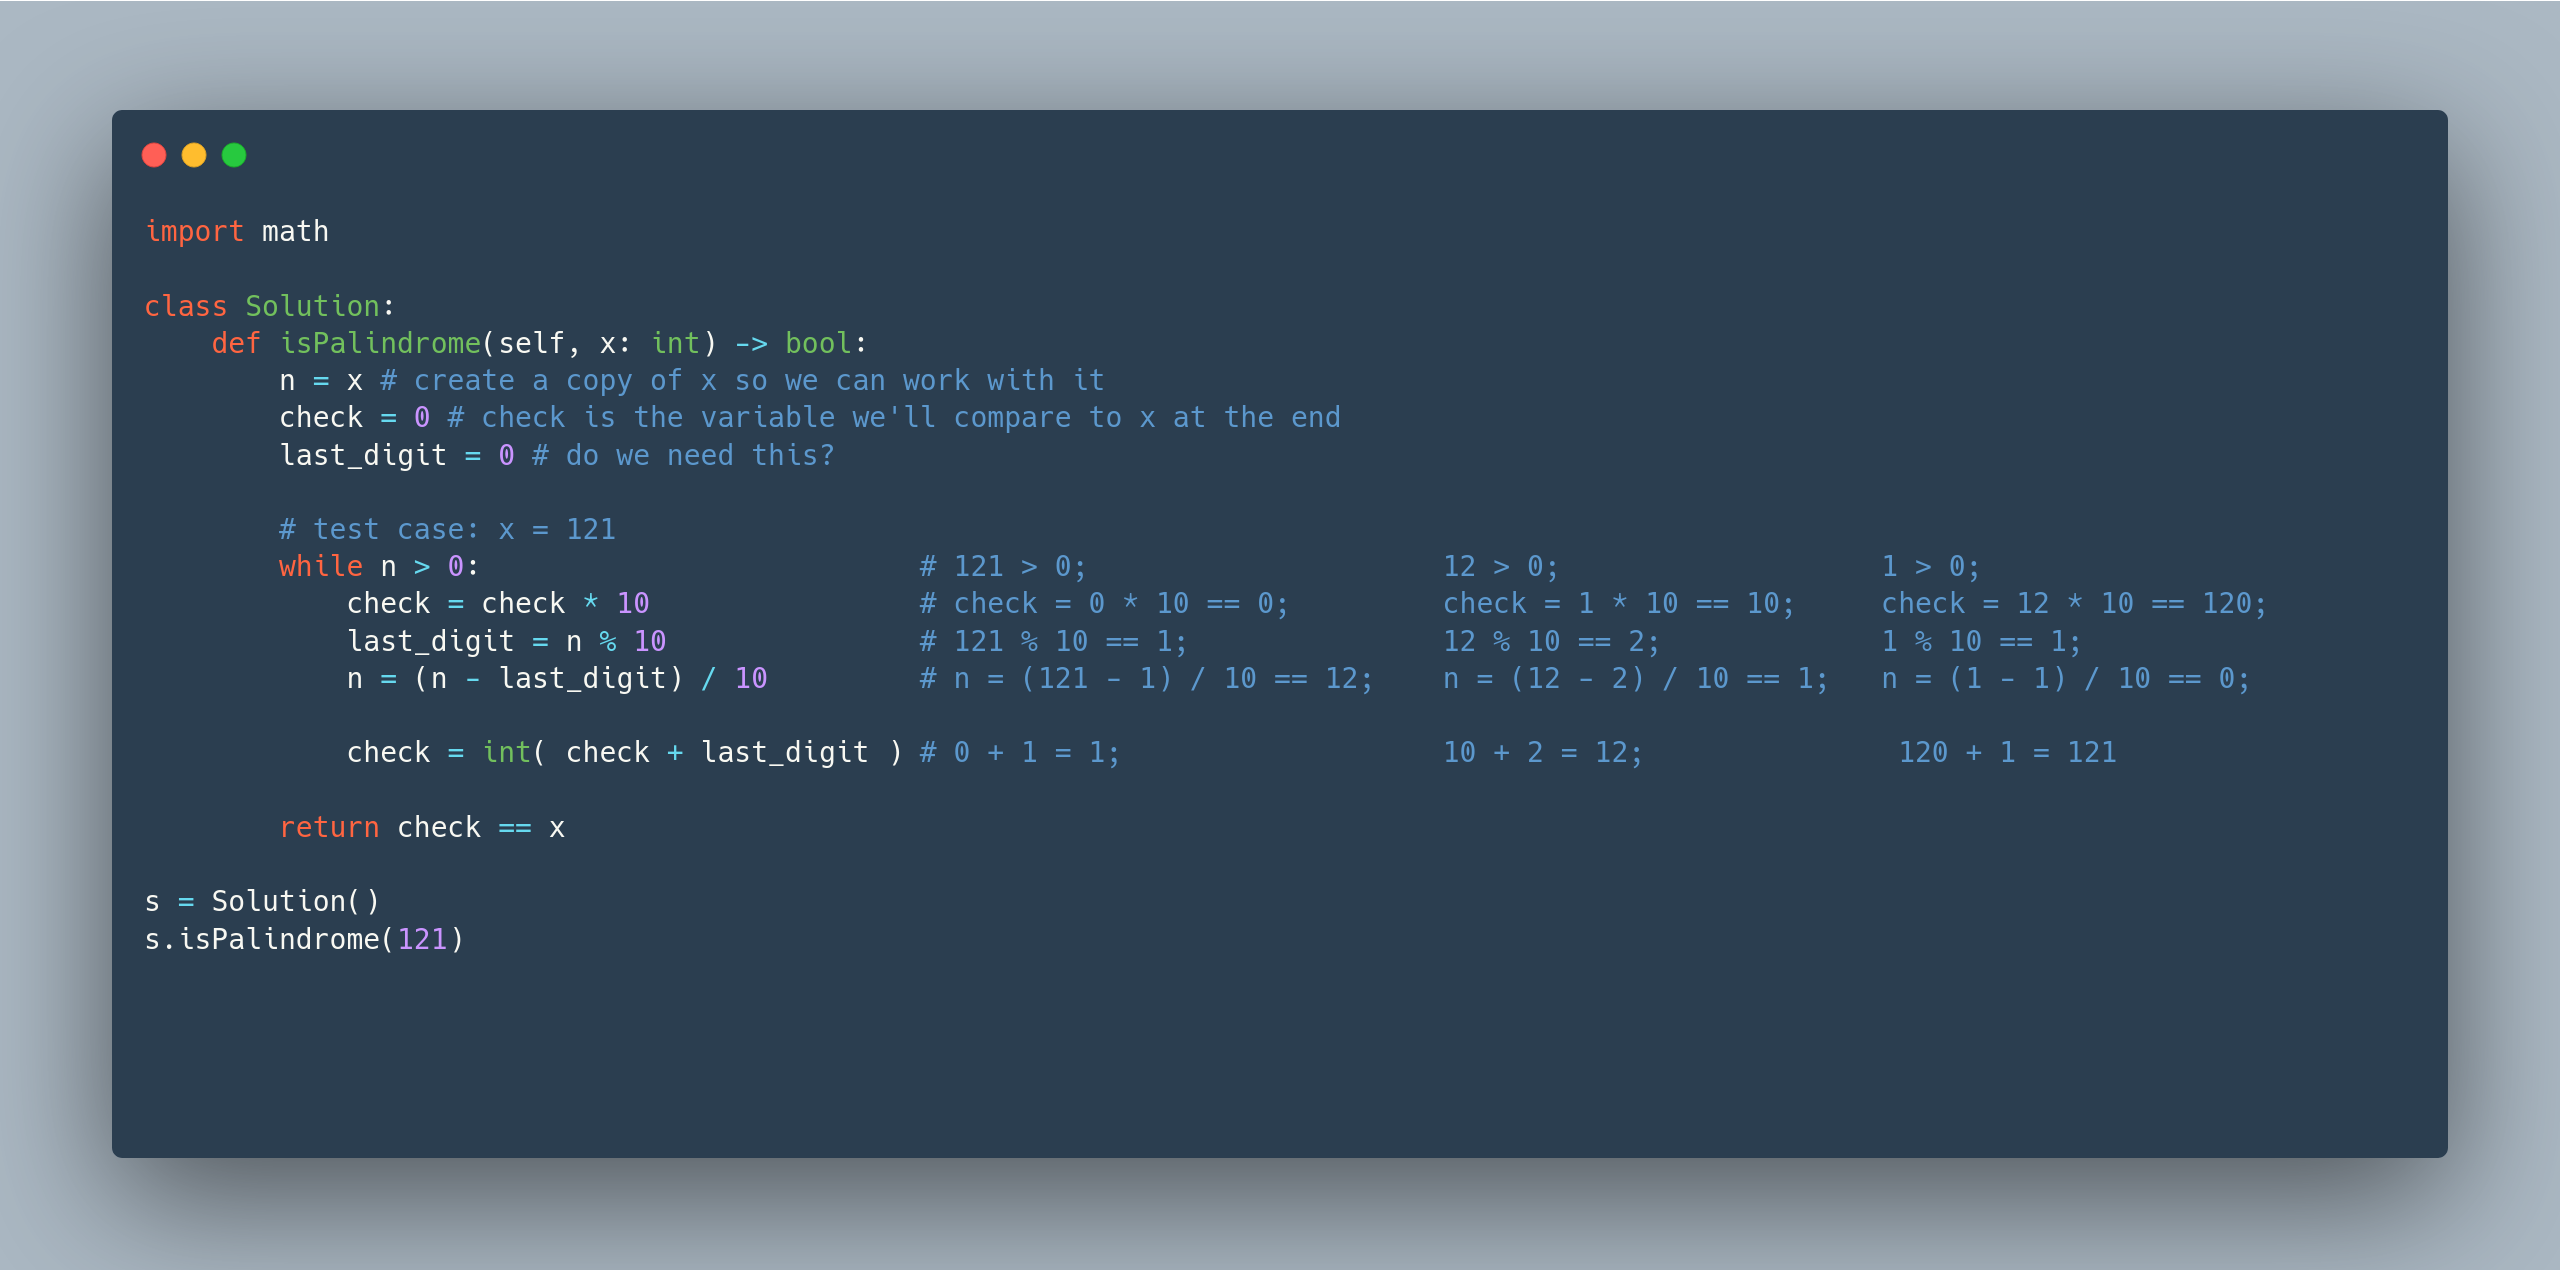 import math

class Solution:
    def isPalindrome(self, x: int) -> bool:
        n = x # create a copy of x so we can work with it
        check = 0 # check is the variable we'll compare to x at the end
        last_digit = 0 # do we need this?

        # test case: x = 121
        while n > 0:                          # 121 > 0;                     12 > 0;                   1 > 0;
            check = check * 10                # check = 0 * 10 == 0;         check = 1 * 10 == 10;     check = 12 * 10 == 120;
            last_digit = n % 10               # 121 % 10 == 1;               12 % 10 == 2;             1 % 10 == 1;
            n = (n - last_digit) / 10         # n = (121 - 1) / 10 == 12;    n = (12 - 2) / 10 == 1;   n = (1 - 1) / 10 == 0;

            check = int( check + last_digit ) # 0 + 1 = 1;                   10 + 2 = 12;               120 + 1 = 121

        return check == x

s = Solution()
s.isPalindrome(121)